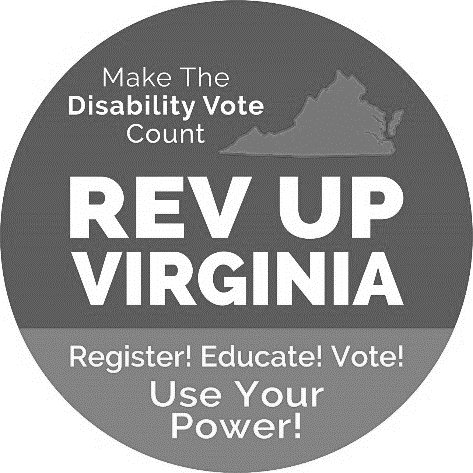 Make The
Disability Vote
Count
REV UP
VIRGINIA
Register! Educate! Vote!
Use Your
Power!